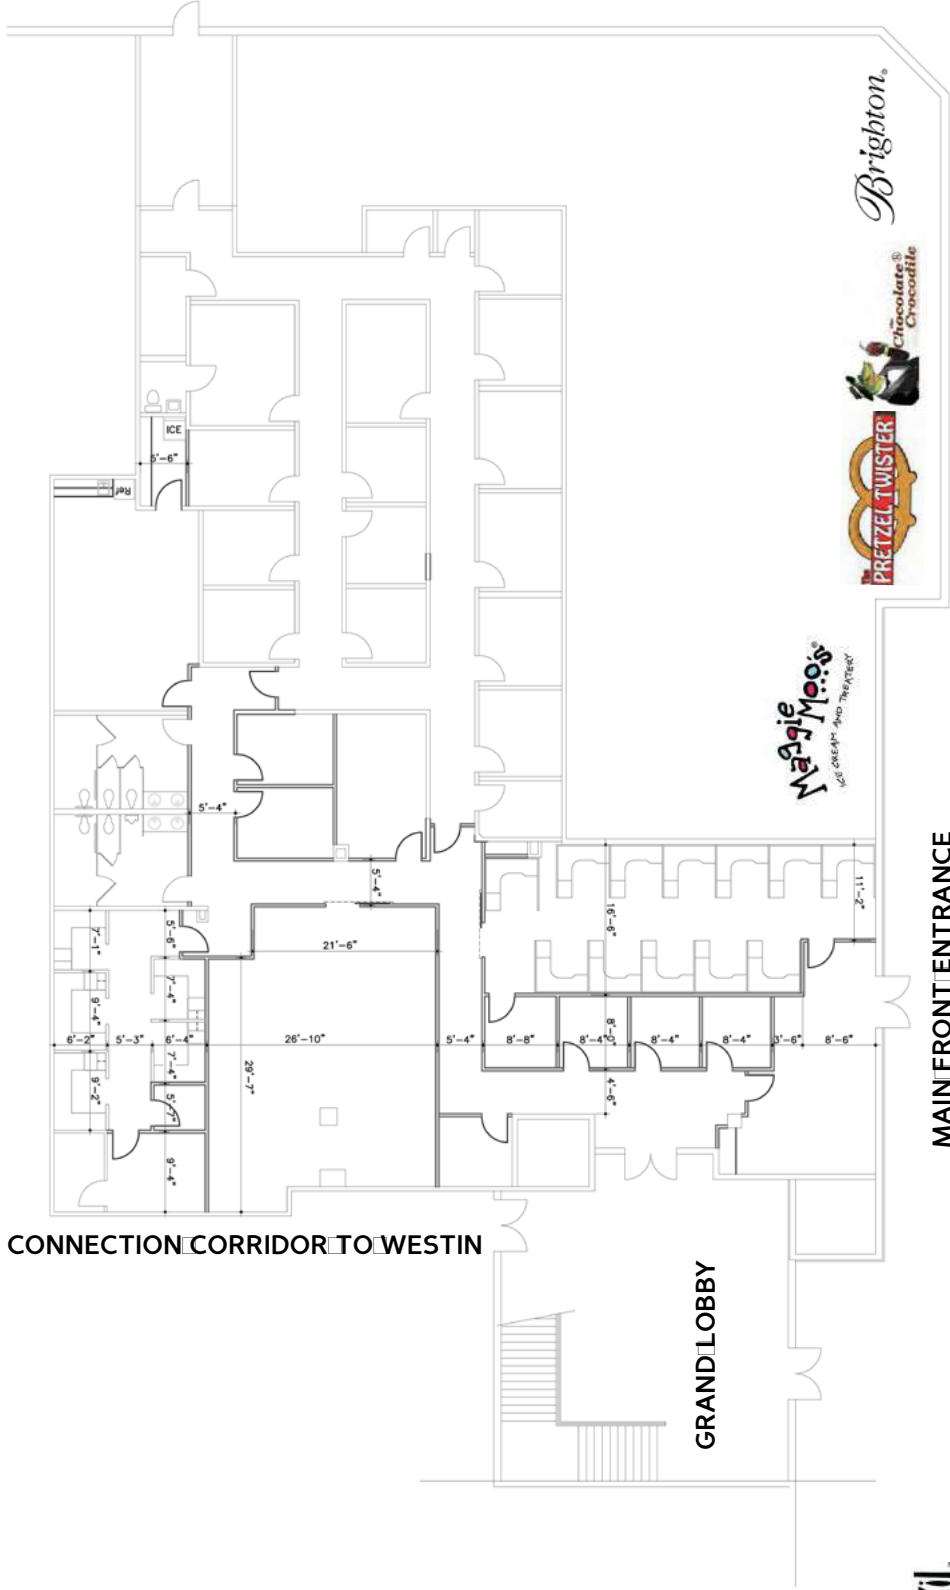 Brighton®
the
Chocolate®
Crocodile
The
PRETZEL TWISTER
ICE
5'-6"
Ref
Maggie
Moo's®
ICE CREAM AND TREATERY
5'-4"
5'-4"
11'-2"
16'-6"
5'-6"
7'-1"
21'-6"
7'-4"
9'-4"
6'-2"
5'-3"
6'-4"
26'-10"
5'-4"
8'-8"
8'-4"
8'-0"
8'-4"
8'-4"
3'-6"
8'-6"
7'-4"
29'-7"
9'-2"
4'-6"
5'-7"
9'-4"
MAIN FRONT ENTRANCE
CONNECTION CORRIDOR TO WESTIN
GRAND LOBBY